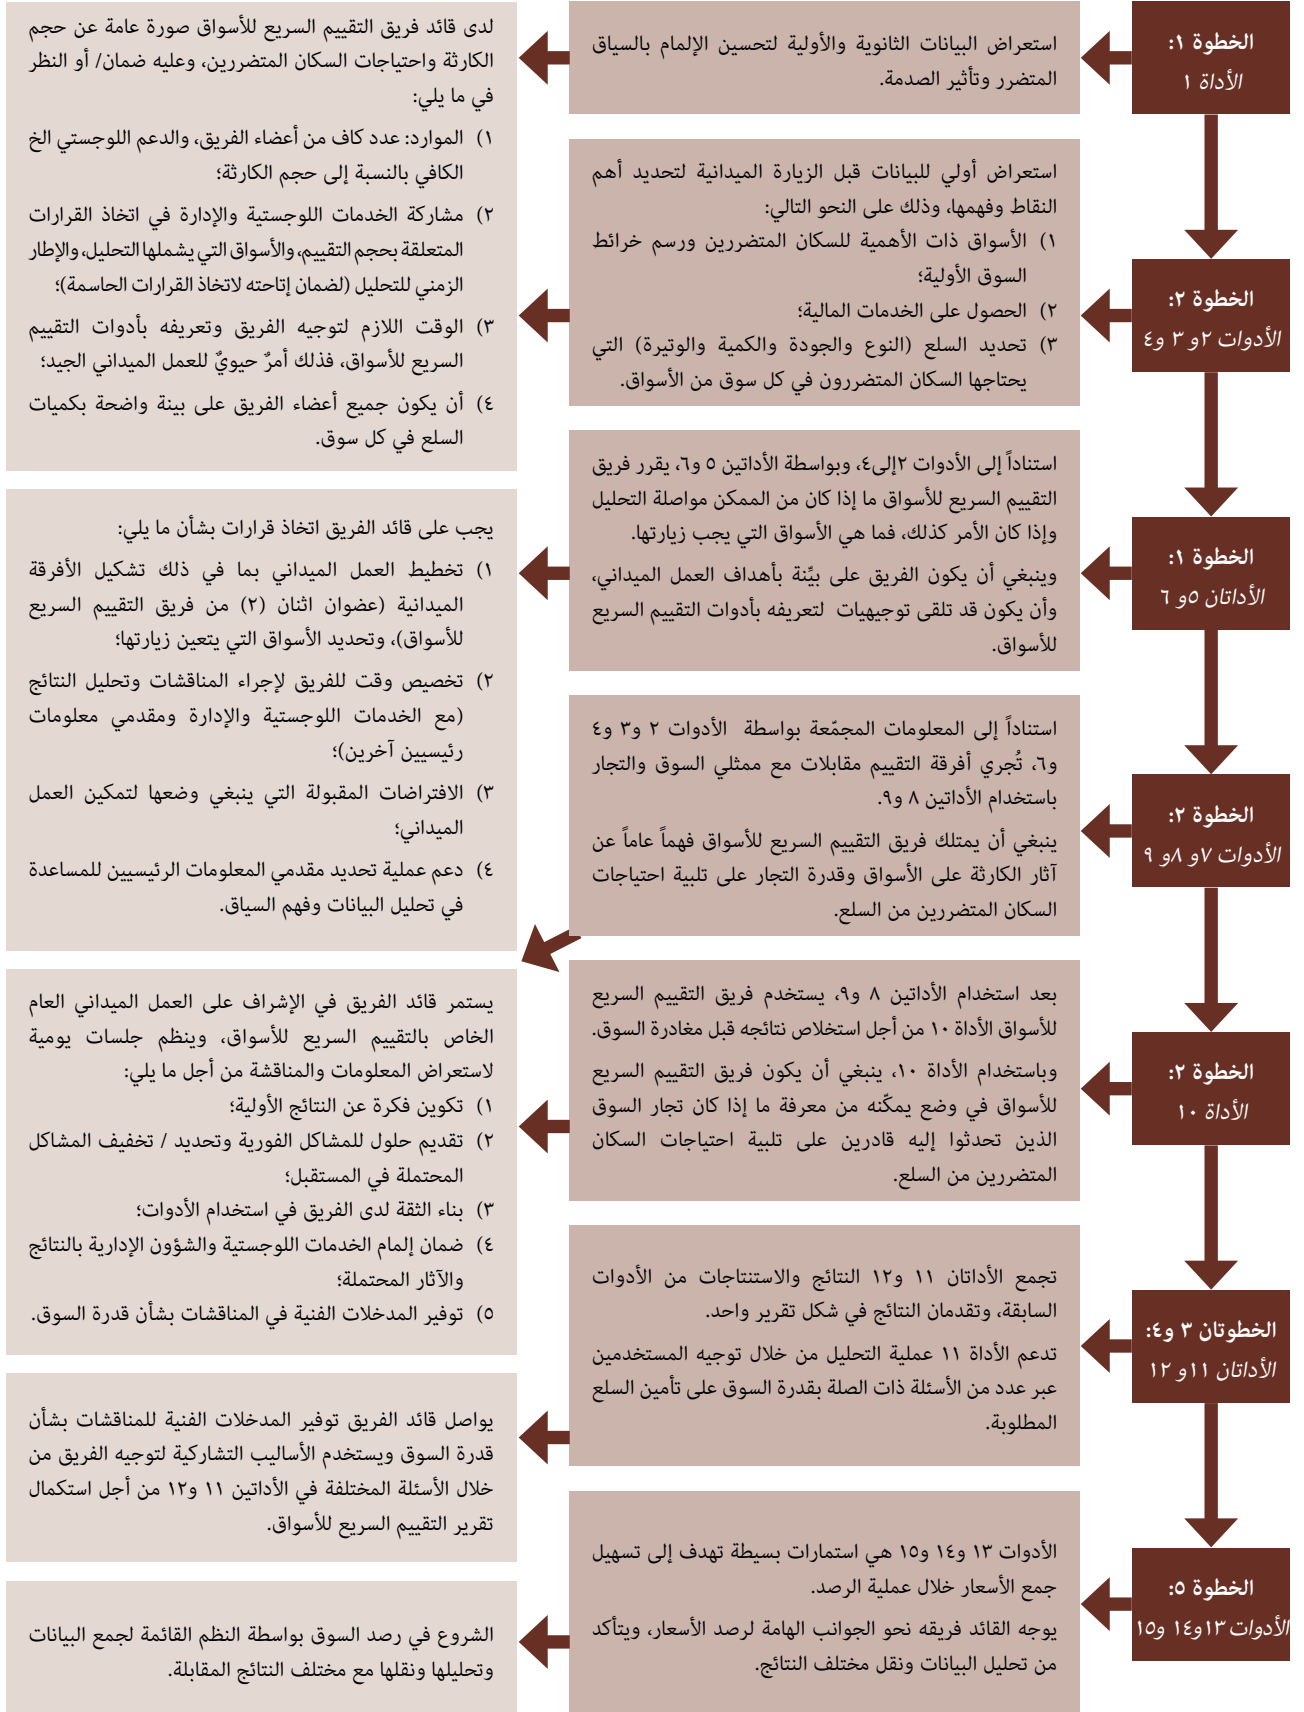 الخطوة ١:
الأداة ١
استعراض البيانات الثانوية والأولية لتحسين الإلمام بالسياق
المتضرر وتأثير الصدمة.
لدى قائد فريق التقييم السريع للأسواق صورة عامة عن حجم
الكارثة واحتياجات السكان المتضررين، وعليه ضمان/ أو النظر
في ما يلي:
١) الموارد: عدد كاف من أعضاء الفريق، والدعم اللوجستي الخ
الكافي بالنسبة إلى حجم الكارثة؛
٢) مشاركة الخدمات اللوجستية والإدارة في اتخاذ القرارات
المتعلقة بحجم التقييم، والأسواق التي يشملها التحليل، والإطار
الزمني للتحليل (لضمان إتاحته لاتخاذ القرارات الحاسمة)؛
٣) الوقت اللازم لتوجيه الفريق وتعريفه بأدوات التقييم
السريع للأسواق، فذلك أمرٌ حيويٌ للعمل الميداني الجيد؛
٤) أن يكون جميع أعضاء الفريق على بينة واضحة بكميات
السلع في كل سوق.
الخطوة ٢:
الأدوات ٢و ٣ و٤
استعراض أولي للبيانات قبل الزيارة الميدانية لتحديد أهم
النقاط وفهمها، وذلك على النحو التالي:
١) الأسواق ذات الأهمية للسكان المتضررين ورسم خرائط
السوق الأولية؛
٢) الحصول على الخدمات المالية؛
٣) تحديد السلع (النوع والجودة والكمية والوتيرة) التي
يحتاجها السكان المتضررون في كل سوق من الأسواق.
الخطوة ١:
الأداتان ٥و ٦
استناداً إلى الأدوات ٢إلى٤، وبواسطة الأداتين ٥ و٦، يقرر فريق
التقييم السريع للأسواق ما إذا كان من الممكن مواصلة التحليل
وإذا كان الأمر كذلك، فما هي الأسواق التي يجب زيارتها.
وينبغي أن يكون الفريق على بيِّنة بأهداف العمل الميداني،
وأن يكون قد تلقى توجيهيات لتعريفه بأدوات التقييم السريع
للأسواق.
يجب على قائد الفريق اتخاذ قرارات بشأن ما يلي:
١) تخطيط العمل الميداني بما في ذلك تشكيل الأفرقة
الميدانية (عضوان اثنان (٢) من فريق التقييم السريع
للأسواق)، وتحديد الأسواق التي يتعين زيارتها؛
٢) تخصيص وقت للفريق لإجراء المناقشات وتحليل النتائج
(مع الخدمات اللوجستية والإدارة ومقدمي معلومات
رئيسيين آخرين)؛
٣) الافتراضات المقبولة التي ينبغي وضعها لتمكين العمل
الميداني؛
٤) دعم عملية تحديد مقدمي المعلومات الرئيسيين للمساعدة
في تحليل البيانات وفهم السياق.
الخطوة ٢:
الأدوات ٧و ٨و ٩
استناداً إلى المعلومات المجمّعة بواسطة الأدوات ٢ و٣ و٤
و٦، تُجري أفرقة التقييم مقابلات مع ممثلي السوق والتجار
باستخدام الأداتين ٨ و٩.
ينبغي أن يمتلك فريق التقييم السريع للأسواق فهماً عاماً عن
آثار الكارثة على الأسواق وقدرة التجار على تلبية احتياجات
السكان المتضررين من السلع.
الخطوة ٢:
الأداة ١٠
بعد استخدام الأداتين ٨ و٩، يستخدم فريق التقييم السريع
للأسواق الأداة ١٠ من أجل استخلاص نتائجه قبل مغادرة السوق.
وباستخدام الأداة ١٠، ينبغي أن يكون فريق التقييم السريع
للأسواق في وضع يمكّنه من معرفة ما إذا كان تجار السوق
الذين تحدثوا إليه قادرين على تلبية احتياجات السكان
المتضررين من السلع.
يستمر قائد الفريق في الإشراف على العمل الميداني العام
الخاص بالتقييم السريع للأسواق، وينظم جلسات يومية
لاستعراض المعلومات والمناقشة من أجل ما يلي:
١) تكوين فكرة عن النتائج الأولية؛
٢) تقديم حلول للمشاكل الفورية وتحديد / تخفيف المشاكل
المحتملة في المستقبل؛
٣) بناء الثقة لدى الفريق في استخدام الأدوات؛
٤) ضمان إلمام الخدمات اللوجستية والشؤون الإدارية بالنتائج
والآثار المحتملة؛
٥) توفير المدخلات الفنية في المناقشات بشأن قدرة السوق.
الخطوتان ٣ و٤:
الأداتان ١١و ١٢
تجمع الأداتان ١١ و١٢ النتائج والاستنتاجات من الأدوات
السابقة، وتقدمان النتائج في شكل تقرير واحد.
تدعم الأداة ١١ عملية التحليل من خلال توجيه المستخدمين
عبر عدد من الأسئلة ذات الصلة بقدرة السوق على تأمين السلع
المطلوبة.
يواصل قائد الفريق توفير المدخلات الفنية للمناقشات بشأن
قدرة السوق ويستخدم الأساليب التشاركية لتوجيه الفريق من
خلال الأسئلة المختلفة في الأداتين ١١ و١٢ من أجل استكمال
تقرير التقييم السريع للأسواق.
الخطوة ٥:
الأدوات ١٣و١٤ و١٥
الأدوات ١٣ و١٤ و١٥ هي استمارات بسيطة تهدف إلى تسهيل
جمع الأسعار خلال عملية الرصد.
يوجه القائد فريقه نحو الجوانب الهامة لرصد الأسعار، ويتأكد
من تحليل البيانات ونقل مختلف النتائج.
الشروع في رصد السوق بواسطة النظم القائمة لجمع البيانات
وتحليلها ونقلها مع مختلف النتائج المقابلة.